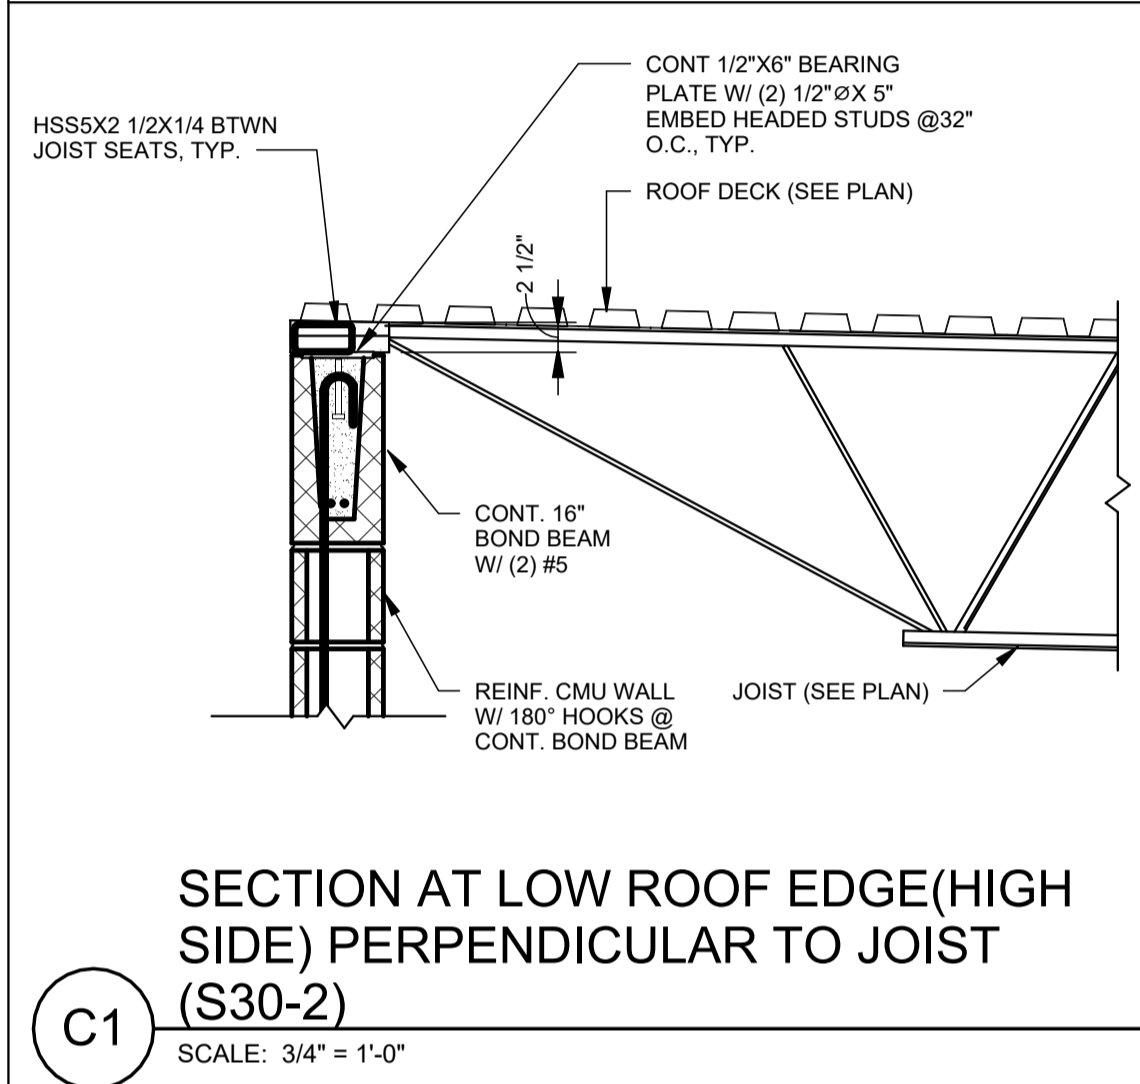 CONT 1/2"X6" BEARING
PLATE W/ (2) 1/2"ØX 5"
EMBED HEADED STUDS @32"
O.C., TYP.
HSS5X2 1/2X1/4 BTWN
JOIST SEATS, TYP.
ROOF DECK (SEE PLAN)
2 1/2"
CONT. 16"
BOND BEAM
W/ (2) #5
REINF. CMU WALL
W/ 180° HOOKS @
CONT. BOND BEAM
JOIST (SEE PLAN)
SECTION AT LOW ROOF EDGE(HIGH
SIDE) PERPENDICULAR TO JOIST
(S30-2)
C1
SCALE: 3/4" = 1'-0"